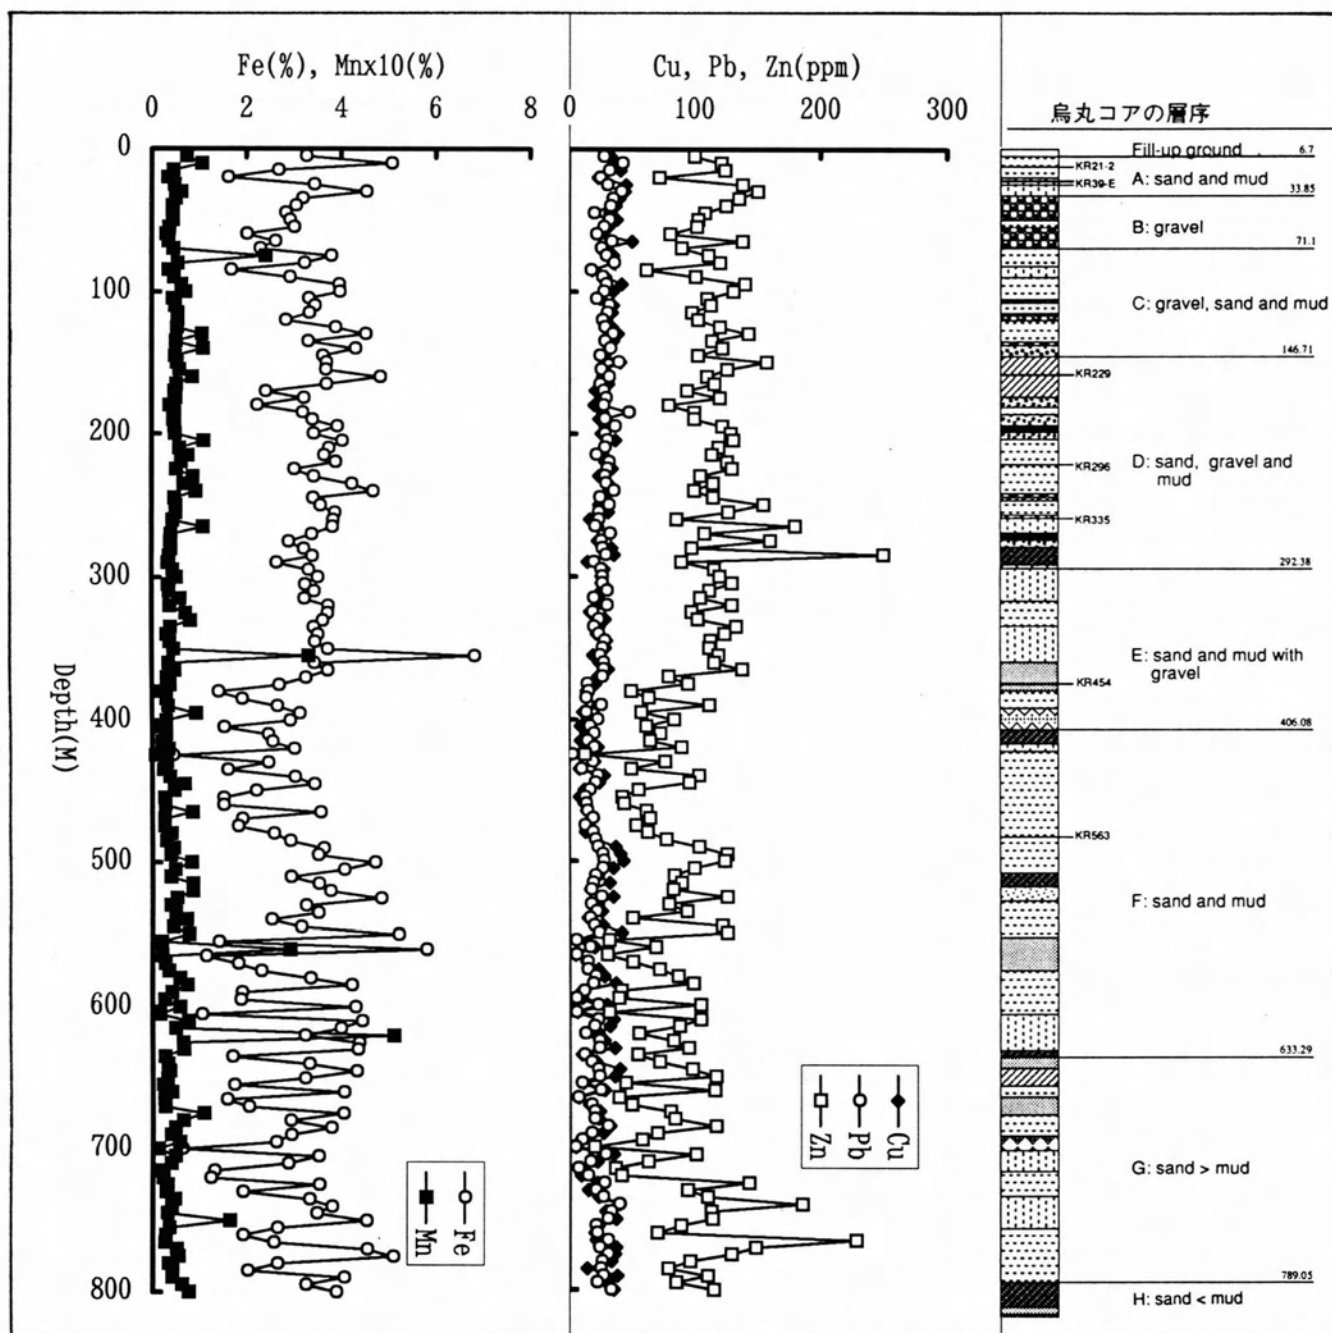 Fe(%), Mnx10(%)
0 2 4 6 8
Cu, Pb, Zn(ppm)
0 100 200 300
烏丸コアの層序
Depth(M)
0
100
200
300
400
500
600
700
800
Fe
Mn
Cu
Pb
Zn
Fill-up ground
6.7
KR21-2
A: sand and mud
KR39-E
33.85
B: gravel
71.1
C: gravel, sand and mud
146.71
KR229
D: sand, gravel and
mud
KR296
KR335
292.38
E: sand and mud with
gravel
KR454
406.08
KR563
F: sand and mud
633.29
G: sand > mud
789.05
H: sand < mud